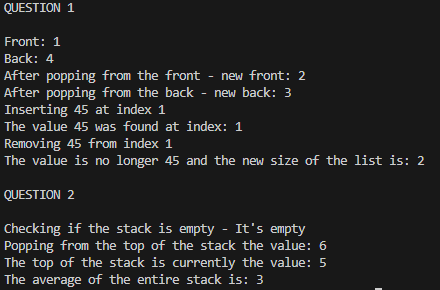 QUESTION 1
Front: 1
Back: 4
After popping from the front - new front: 2
After popping from the back - new back: 3
Inserting 45 at index 1
The value 45 was found at index: 1
Removing 45 from index 1
The value is no longer 45 and the new size of the list is: 2
QUESTION 2
Checking if the stack is empty - It's empty
Popping from the top of the stack the value: 6
The top of the stack is currently the value: 5
The average of the entire stack is: 3